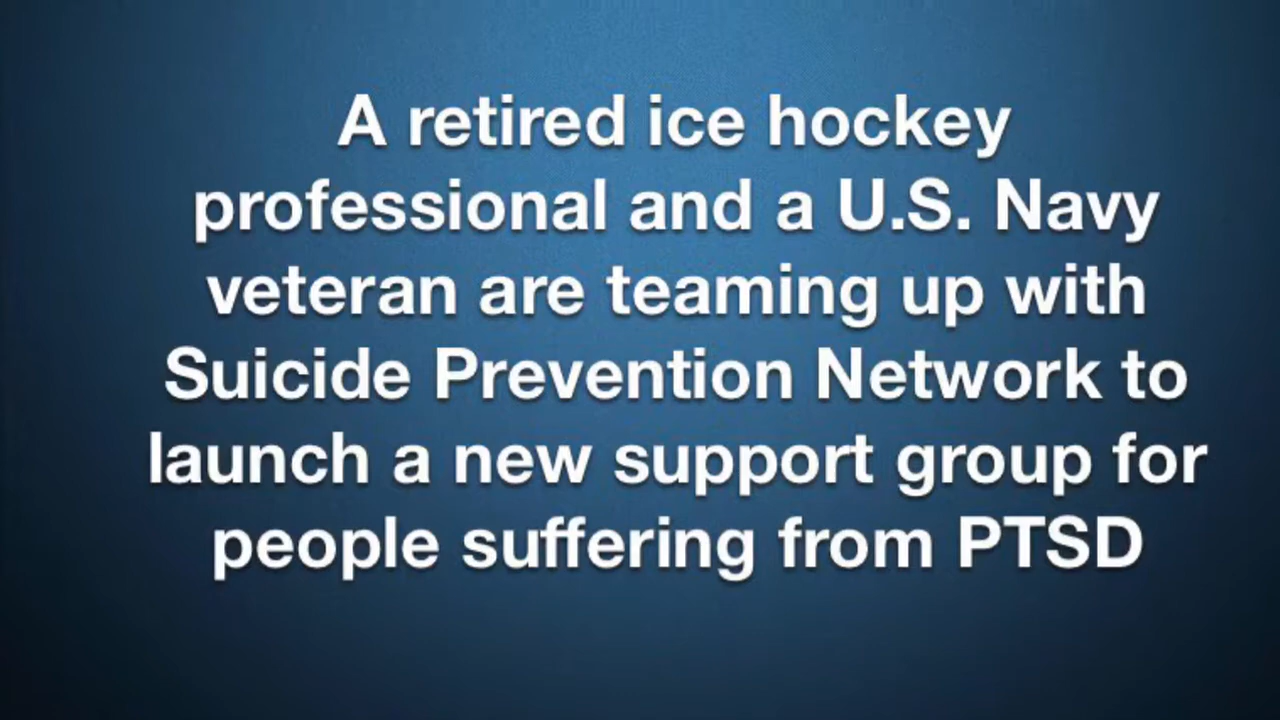 A retired ice hockey
professional and a U.S. Navy
veteran are teaming up with
Suicide Prevention Network to
launch a new support group for
people suffering from PTSD